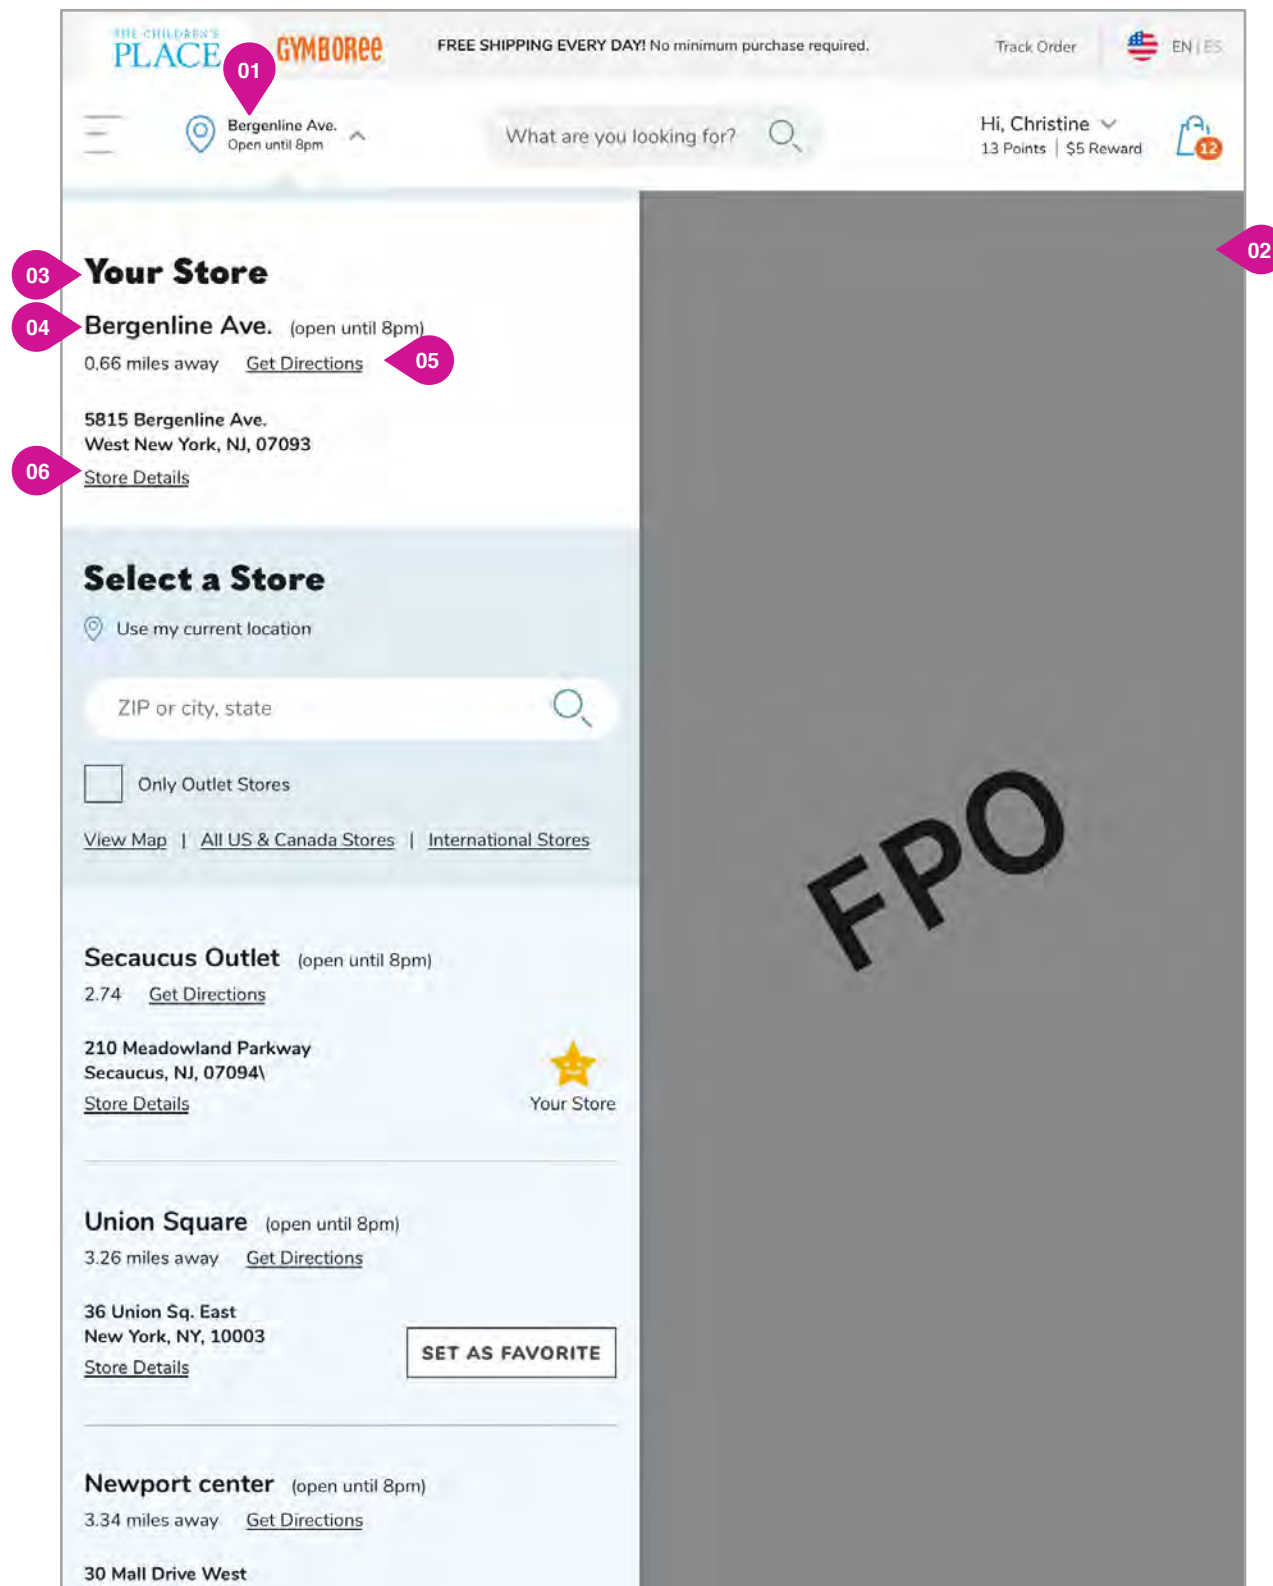 THE CHILDREN'S
PLACE
GYMBOREE
FREE SHIPPING EVERY DAY! No minimum purchase required.
Track Order
EN | ES
01
Bergenline Ave.
Open until 8pm
What are you looking for?
Hi, Christine
13 Points | $5 Reward
12
02
03
Your Store
04
Bergenline Ave. (open until 8pm)
0.66 miles away Get Directions
05
5815 Bergenline Ave.
West New York, NJ, 07093
06
Store Details
Select a Store
Use my current location
ZIP or city, state
Only Outlet Stores
View Map | All US & Canada Stores | International Stores
FPO
Secaucus Outlet (open until 8pm)
2.74 Get Directions
210 Meadowland Parkway
Secaucus, NJ, 07094\
Store Details
Your Store
Union Square (open until 8pm)
3.26 miles away Get Directions
36 Union Sq. East
New York, NY, 10003
Store Details
SET AS FAVORITE
Newport center (open until 8pm)
3.34 miles away Get Directions
30 Mall Drive West